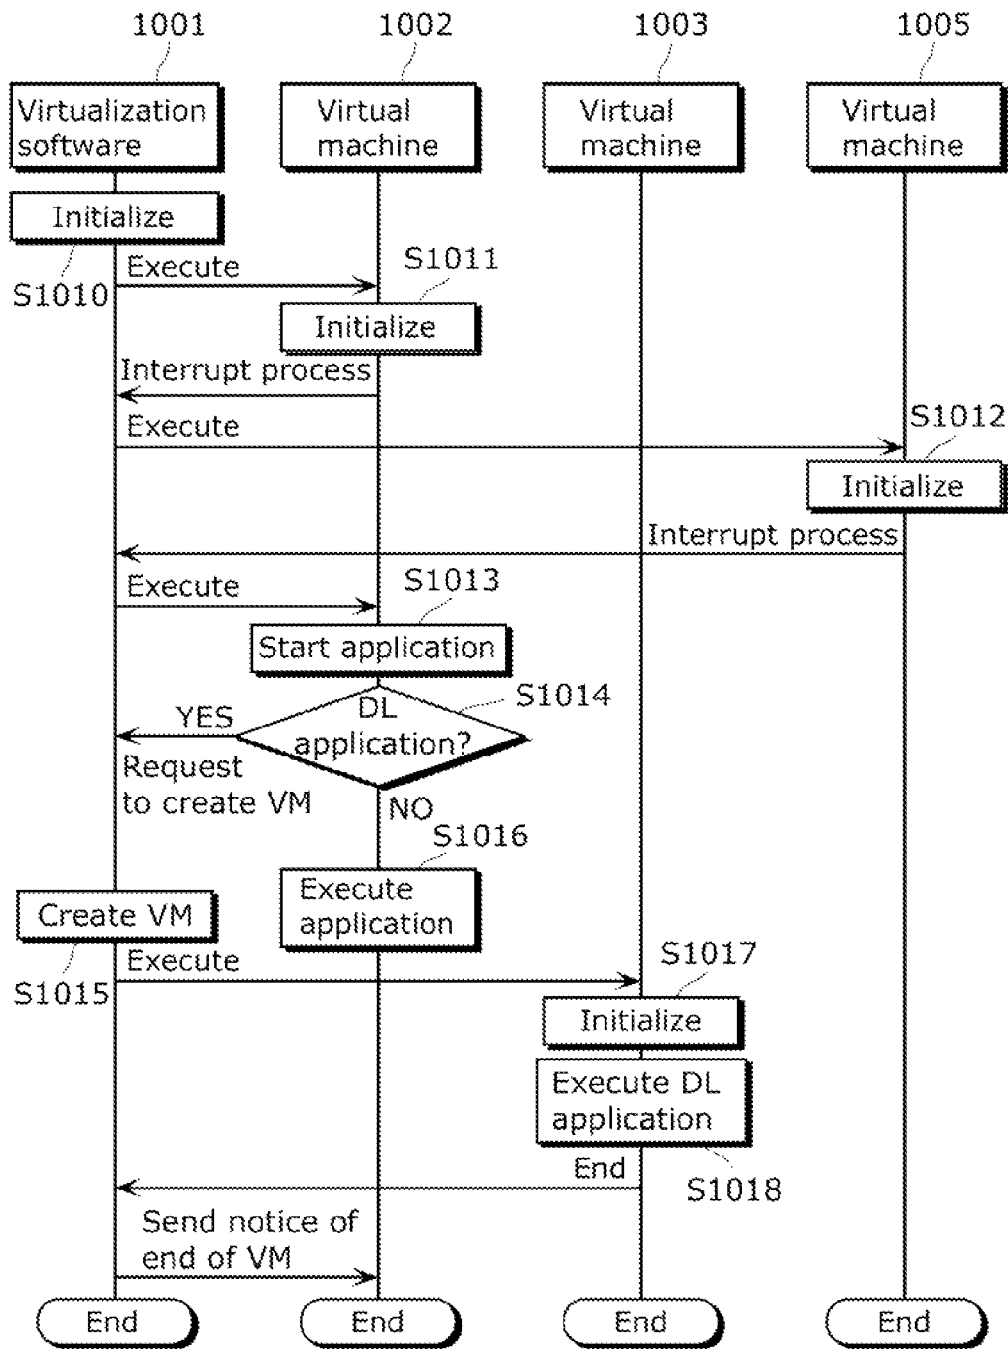 1001
1002
1003
1005
Virtualization
software
Virtual
machine
Virtual
machine
Virtual
machine
Initialize
S1010
Execute
S1011
Initialize
Interrupt process
Execute
S1012
Initialize
Interrupt process
Execute
S1013
Start application
S1014
DL
application?
YES
Request
to create VM
NO
S1016
Execute
application
Create VM
S1015
Execute
S1017
Initialize
Execute DL
application
S1018
End
Send notice of
end of VM
End
End
End
End